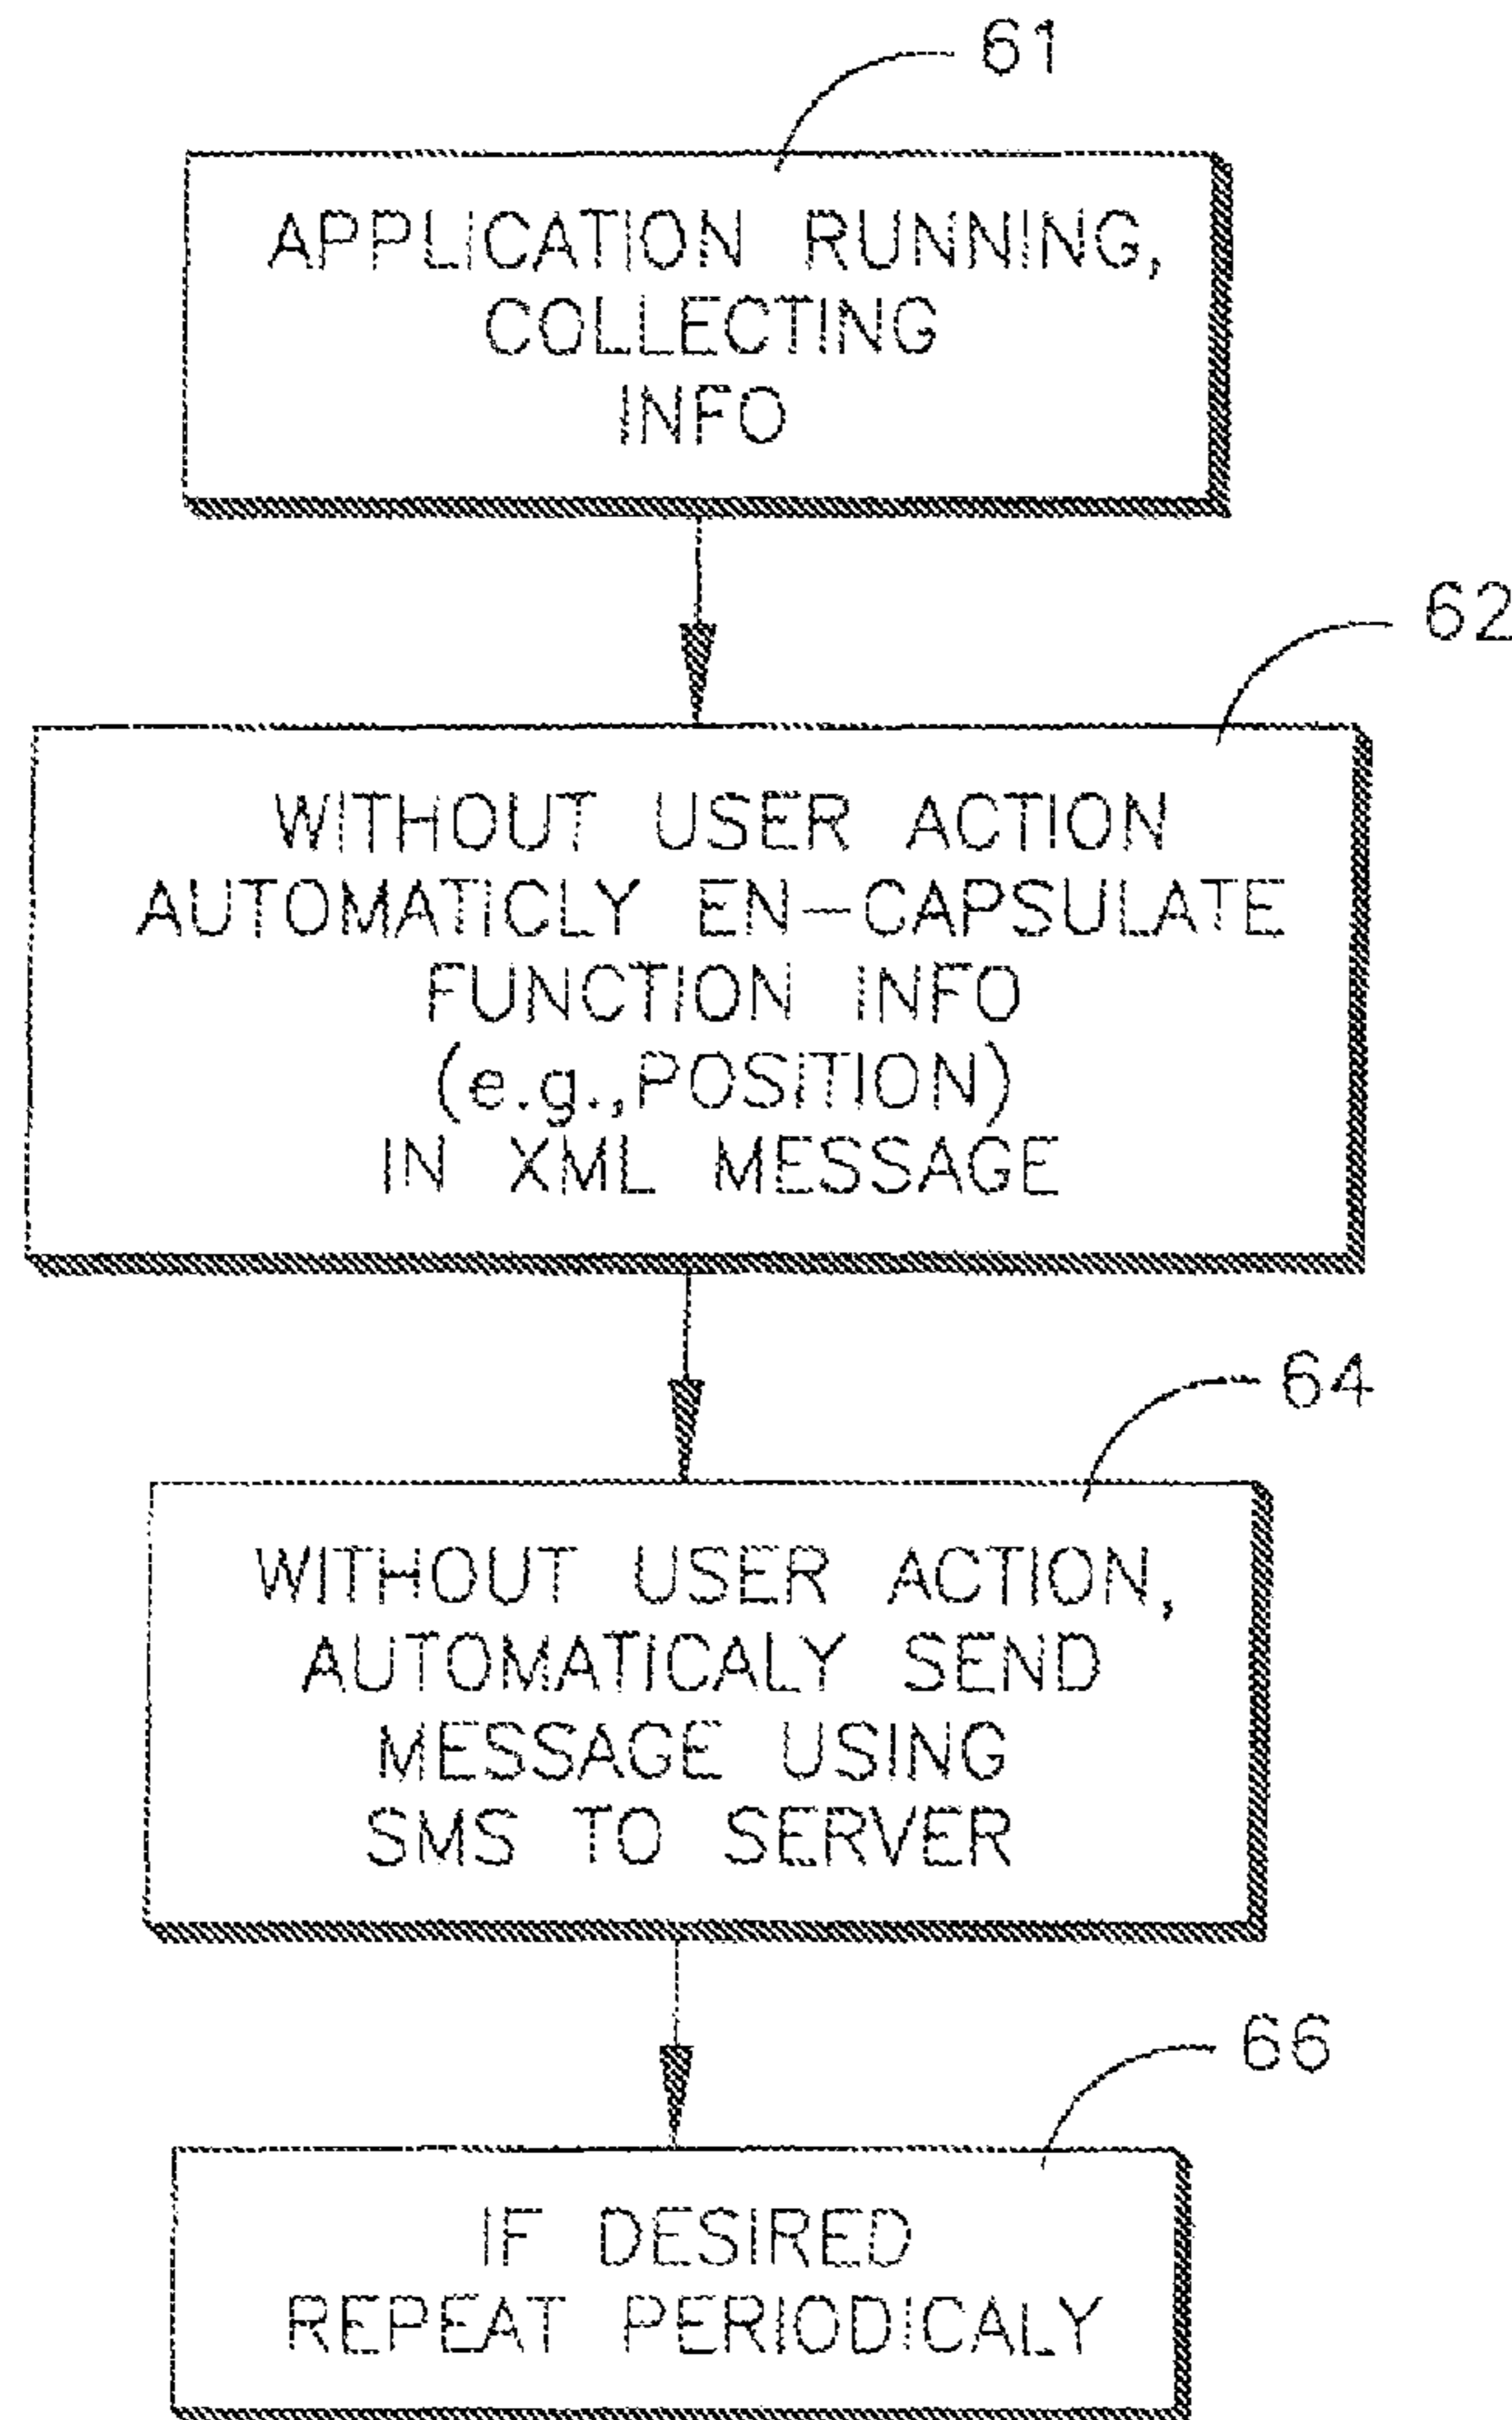 61
APPLICATION RUNNING,
COLLECTING
INFO
62
WITHOUT USER ACTION
AUTOMATICLY EN-CAPSULATE
FUNCTION INFO
(e.g.,POSITION)
IN XML MESSAGE
64
WITHOUT USER ACTION,
AUTOMATICALY SEND
MESSAGE USING
SMS TO SERVER
66
IF DESIRED
REPEAT PERIODICALY